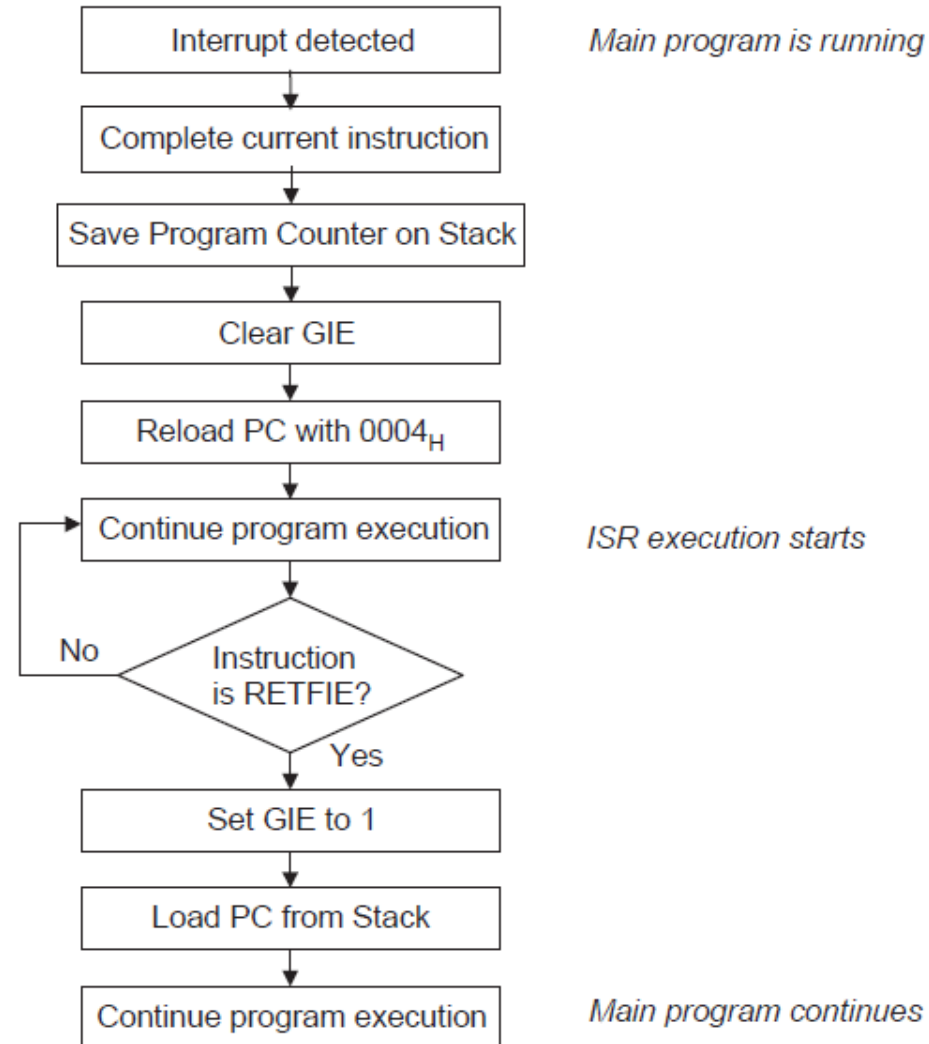 Interrupt detected
Main program is running
Complete current instruction
Save Program Counter on Stack
Clear GIE
Reload PC with 0004H
Continue program execution
ISR execution starts
No
Instruction
is RETFIE?
Yes
Set GIE to 1
Load PC from Stack
Continue program execution
Main program continues